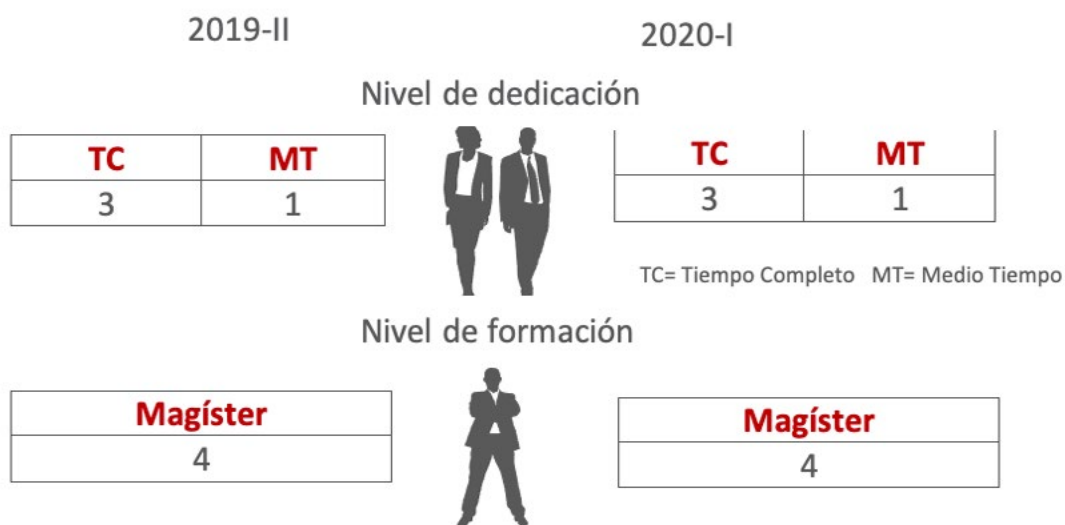 2019-II 2020-I
Nivel de dedicación
TC MT TC MT
3 1 3 1
TC= Tiempo Completo MT= Medio Tiempo
Nivel de formación
Magíster Magíster
4 4